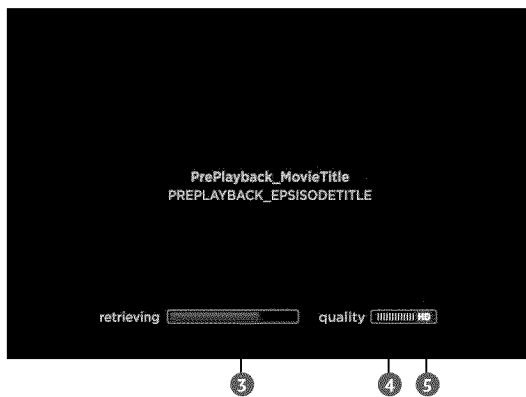 PrePlayback_MovieTitle
PREPLAYBACK_EPSISODETITLE
retrieving quality HD
3 4 5